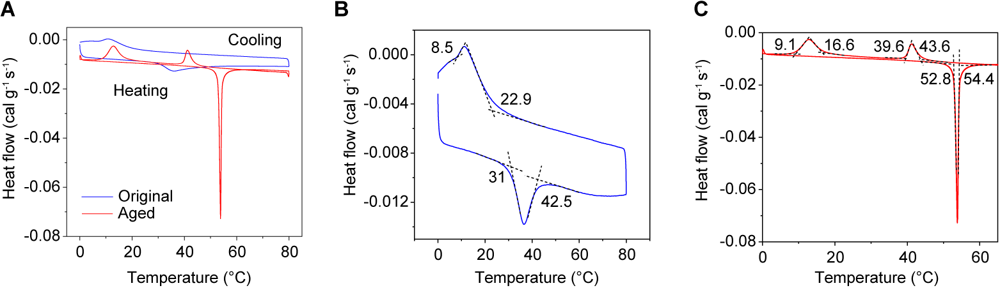 A
0.00
-0.02
-0.04
-0.06
-0.08
Heat flow (cal g-1 s-1)
Cooling
Heating
Original
Aged
0
20
40
60
80
Temperature (°C)
B
0.000
-0.004
-0.008
-0.012
Heat flow (cal g-1 s-1)
8.5
22.9
31
42.5
0
20
40
60
80
Temperature (°C)
C
0.00
-0.02
-0.04
-0.06
-0.08
Heat flow (cal g-1 s-1)
9.1
16.6
39.6
43.6
52.8
54.4
0
20
40
60
Temperature (°C)